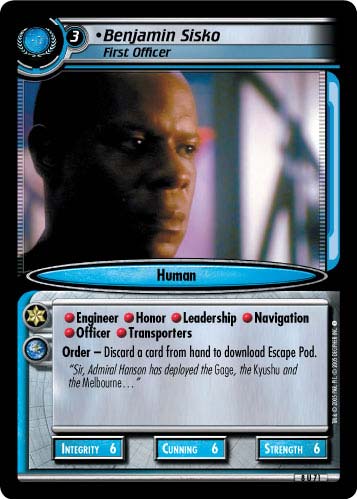 3
•Benjamin Sisko
First Officer
Human
Engineer Honor Leadership Navigation
Officer Transporters
Order – Discard a card from hand to download Escape Pod.
"Sir, Admiral Hanson has deployed the Gage, the Kyushu and
the Melbourne…"
INTEGRITY 6 CUNNING 6 STRENGTH 6
4 U 71